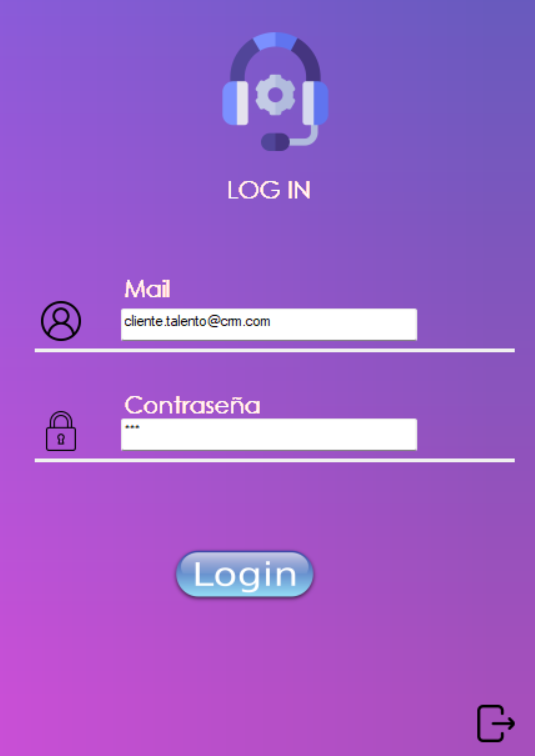 LOG IN
Mail
cliente.talento@crm.com
Contraseña
***
Login